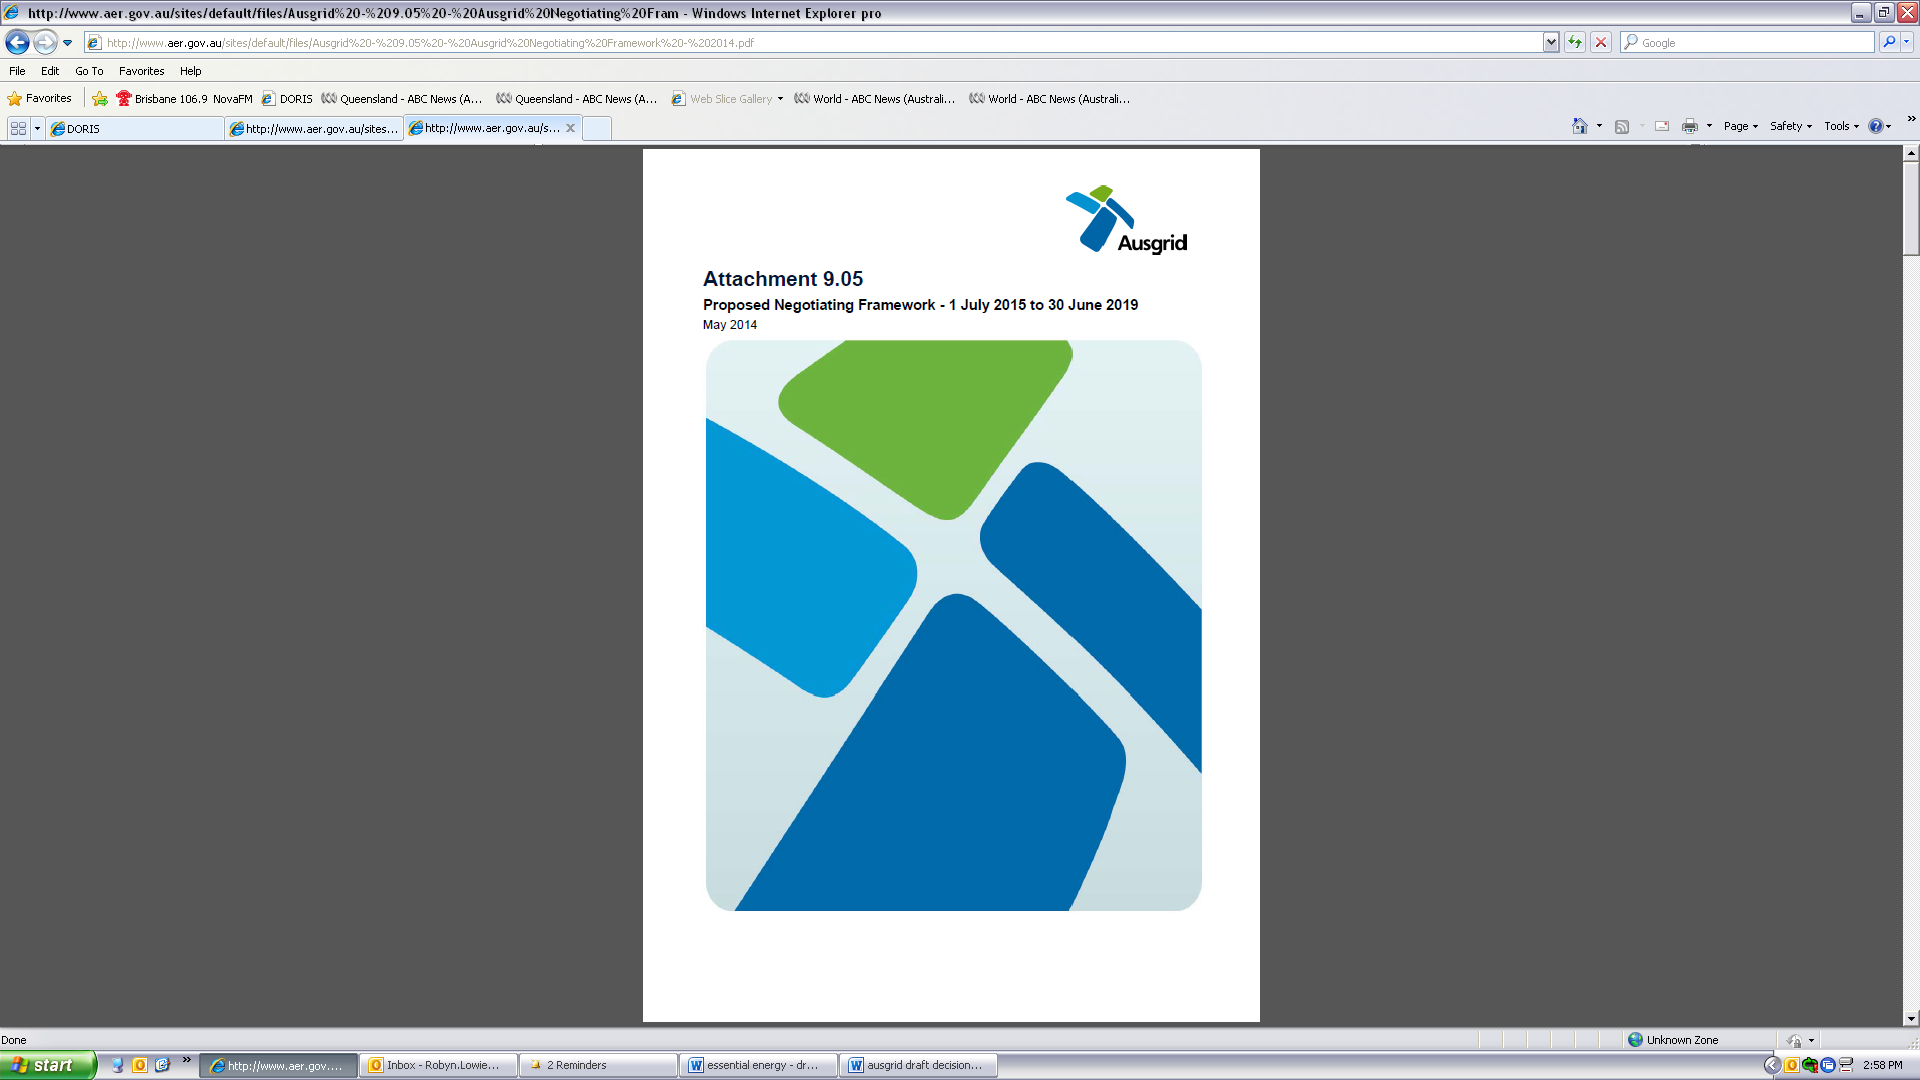 http://www.aer.gov.au/sites/default/files/Ausgrid%20-%209.05%20-%20Ausgrid%20Negotiating%20Fram - Windows Internet Explorer pro
http://www.aer.gov.au/sites/default/files/Ausgrid%20-%209.05%20-%20Ausgrid%20Negotiating%20Framework%20-%202014.pdf
Google
File Edit Go To Favorites Help
Favorites Brisbane 106.9 NovaFM DORIS Queensland - ABC News (A... Queensland - ABC News (A... Web Slice Gallery World - ABC News (Australi... World - ABC News (Australi...
DORIS http://www.aer.gov.au/sites... http://www.aer.gov.au/s... Page Safety Tools
Ausgrid
Attachment 9.05
Proposed Negotiating Framework - 1 July 2015 to 30 June 2019
May 2014
Done Unknown Zone
start http://www.aer.gov.... Inbox - Robyn.Lowie... 2 Reminders essential energy - dr... ausgrid draft decision... 2:58 PM